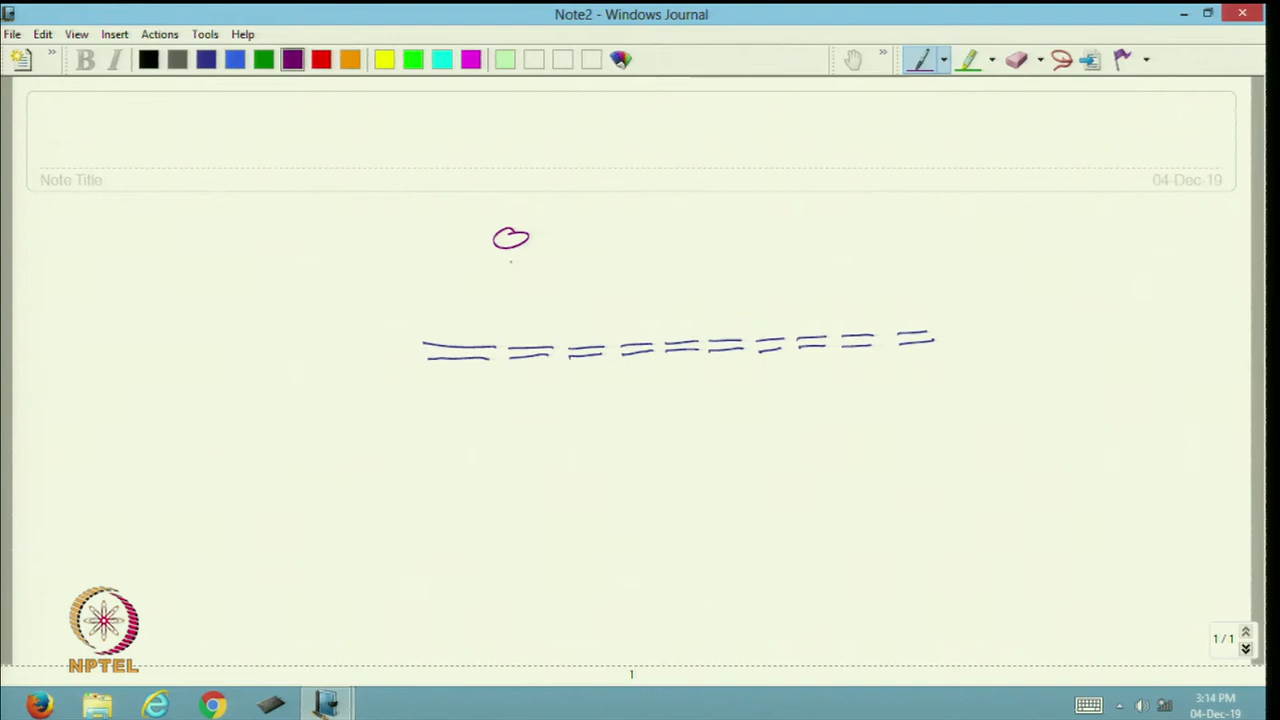 Note2 - Windows Journal
File Edit View Insert Actions Tools Help
B I
Note Title
04-Dec-19
NPTEL
1 / 1
1
3:14 PM
04-Dec-19